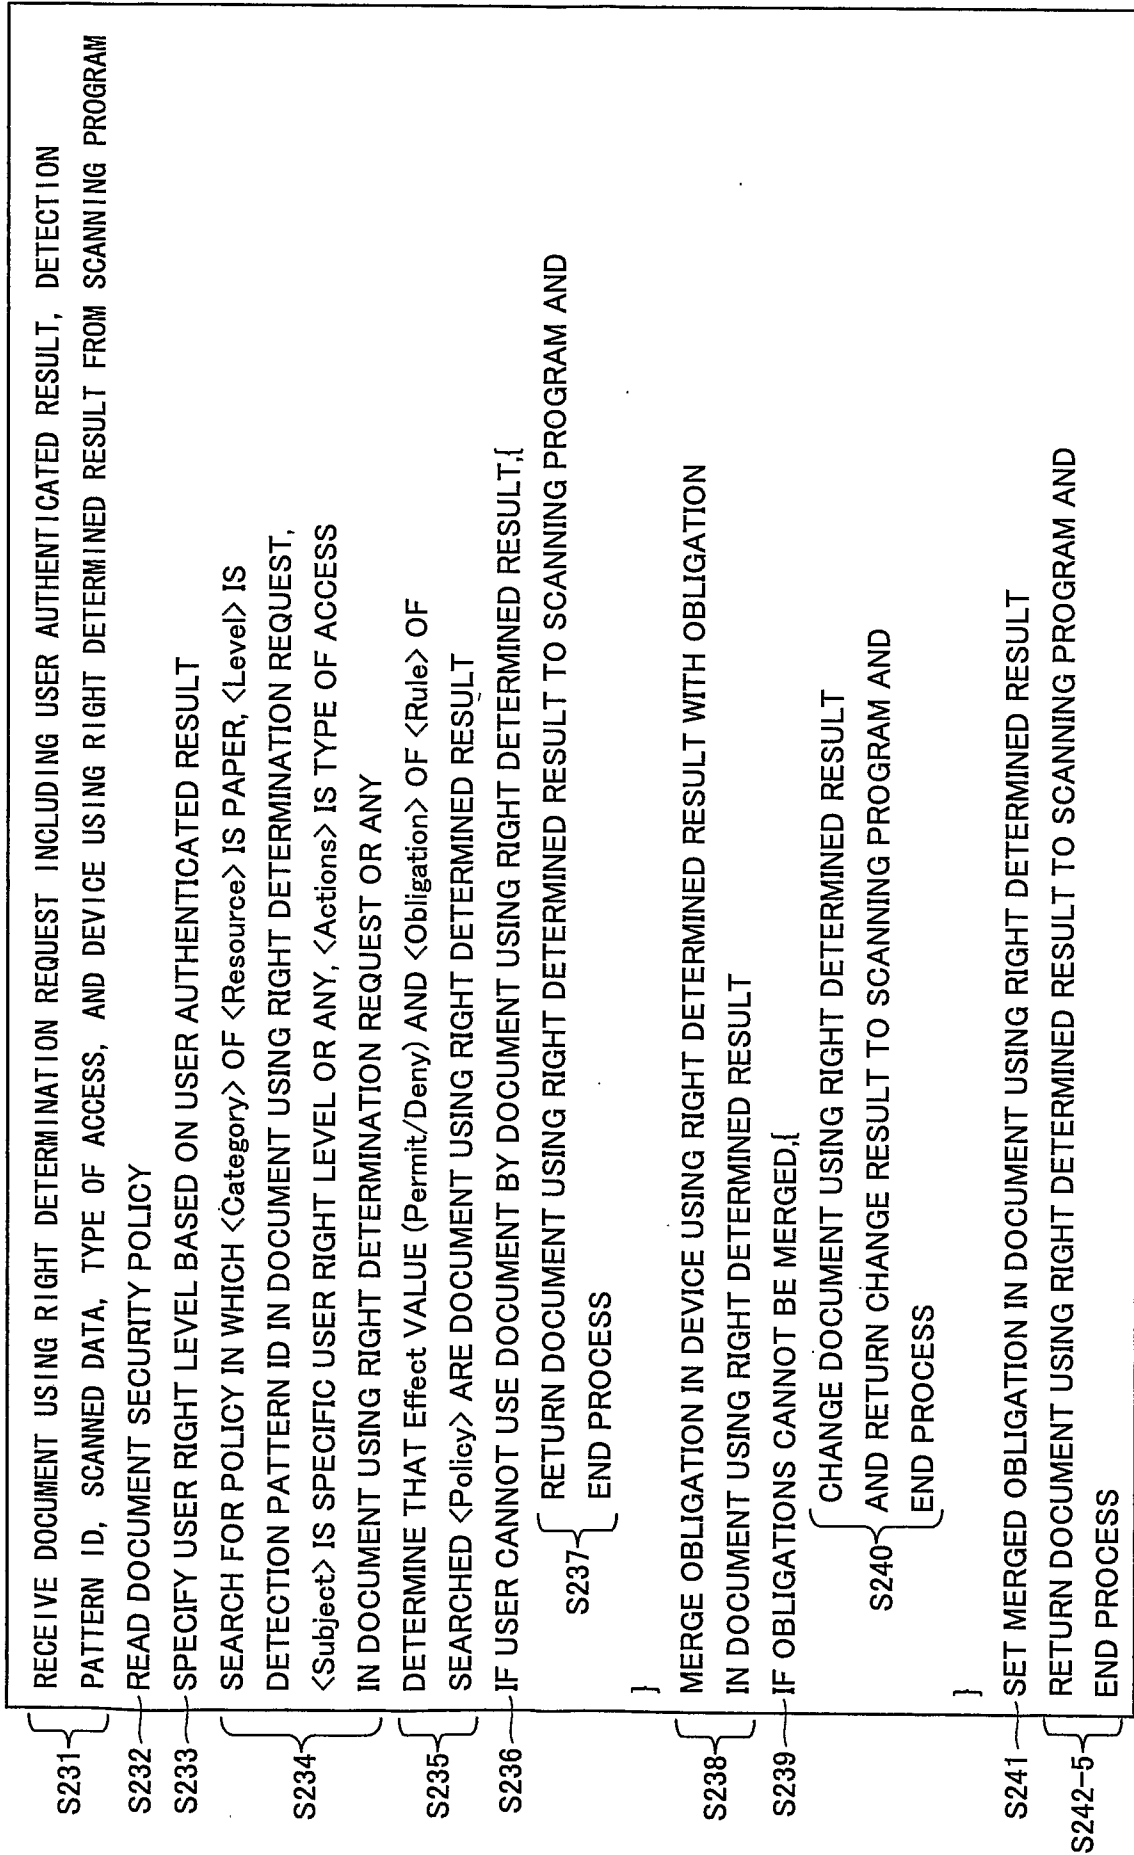 S231 RECEIVE DOCUMENT USING RIGHT DETERMINATION REQUEST INCLUDING USER AUTHENTICATED RESULT, DETECTION
PATTERN ID, SCANNED DATA, TYPE OF ACCESS, AND DEVICE USING RIGHT DETERMINED RESULT FROM SCANNING PROGRAM
S232 READ DOCUMENT SECURITY POLICY
S233 SPECIFY USER RIGHT LEVEL BASED ON USER AUTHENTICATED RESULT
S234 SEARCH FOR POLICY IN WHICH <Category> OF <Resource> IS PAPER, <Level> IS
DETECTION PATTERN ID IN DOCUMENT USING RIGHT DETERMINATION REQUEST,
<Subject> IS SPECIFIC USER RIGHT LEVEL OR ANY, <Actions> IS TYPE OF ACCESS
IN DOCUMENT USING RIGHT DETERMINATION REQUEST OR ANY
S235 DETERMINE THAT Effect VALUE (Permit/Deny) AND <Obligation> OF <Rule> OF
SEARCHED <Policy> ARE DOCUMENT USING RIGHT DETERMINED RESULT
S236 IF USER CANNOT USE DOCUMENT BY DOCUMENT USING RIGHT DETERMINED RESULT,{
S237 RETURN DOCUMENT USING RIGHT DETERMINED RESULT TO SCANNING PROGRAM AND
END PROCESS
}
S238 MERGE OBLIGATION IN DEVICE USING RIGHT DETERMINED RESULT WITH OBLIGATION
IN DOCUMENT USING RIGHT DETERMINED RESULT
S239 IF OBLIGATIONS CANNOT BE MERGED,{
S240 CHANGE DOCUMENT USING RIGHT DETERMINED RESULT
AND RETURN CHANGE RESULT TO SCANNING PROGRAM AND
END PROCESS
}
S241 SET MERGED OBLIGATION IN DOCUMENT USING RIGHT DETERMINED RESULT
S242-5 RETURN DOCUMENT USING RIGHT DETERMINED RESULT TO SCANNING PROGRAM AND
END PROCESS